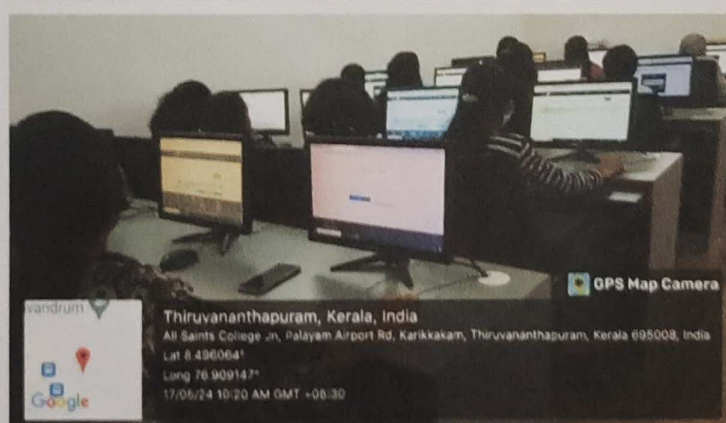 GPS Map Camera
vandrum
Google
Thiruvananthapuram, Kerala, India
All Saints College Jn, Palayam Airport Rd, Karikkakam, Thiruvananthapuram, Kerala 695008, India
Lat 8.496064°
Long 76.909147°
17/05/24 10:20 AM GMT +05:30